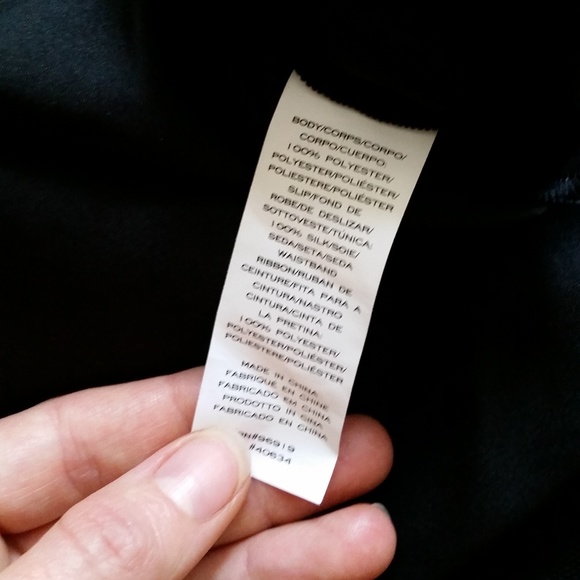 BODY/CORPS/CORPO/
CORPO/CUERPO:
100% POLYESTER/
POLYESTER/POLIÉSTER/
POLIESTERE/POLIÉSTER
SLIP/FOND DE
ROBE/DE DESLIZAR/
SOTTOVESTE/TÚNICA:
100% SILK/SOIE/
SEDA/SETA/SEDA
WAISTBAND
RIBBON/RUBAN DE
CEINTURE/FITA PARA A
CINTURA/NASTRO
CINTURA/CINTA DE
LA PRETINA:
100% POLYESTER/
POLYESTER/POLIÉSTER/
POLIESTERE/POLIÉSTER
MADE IN CHINA
FABRIQUÉ EN CHINE
FABRICADO EM CHINA
PRODOTTO IN CINA
FABRICADO EN CHINA
RN#96919
#40634